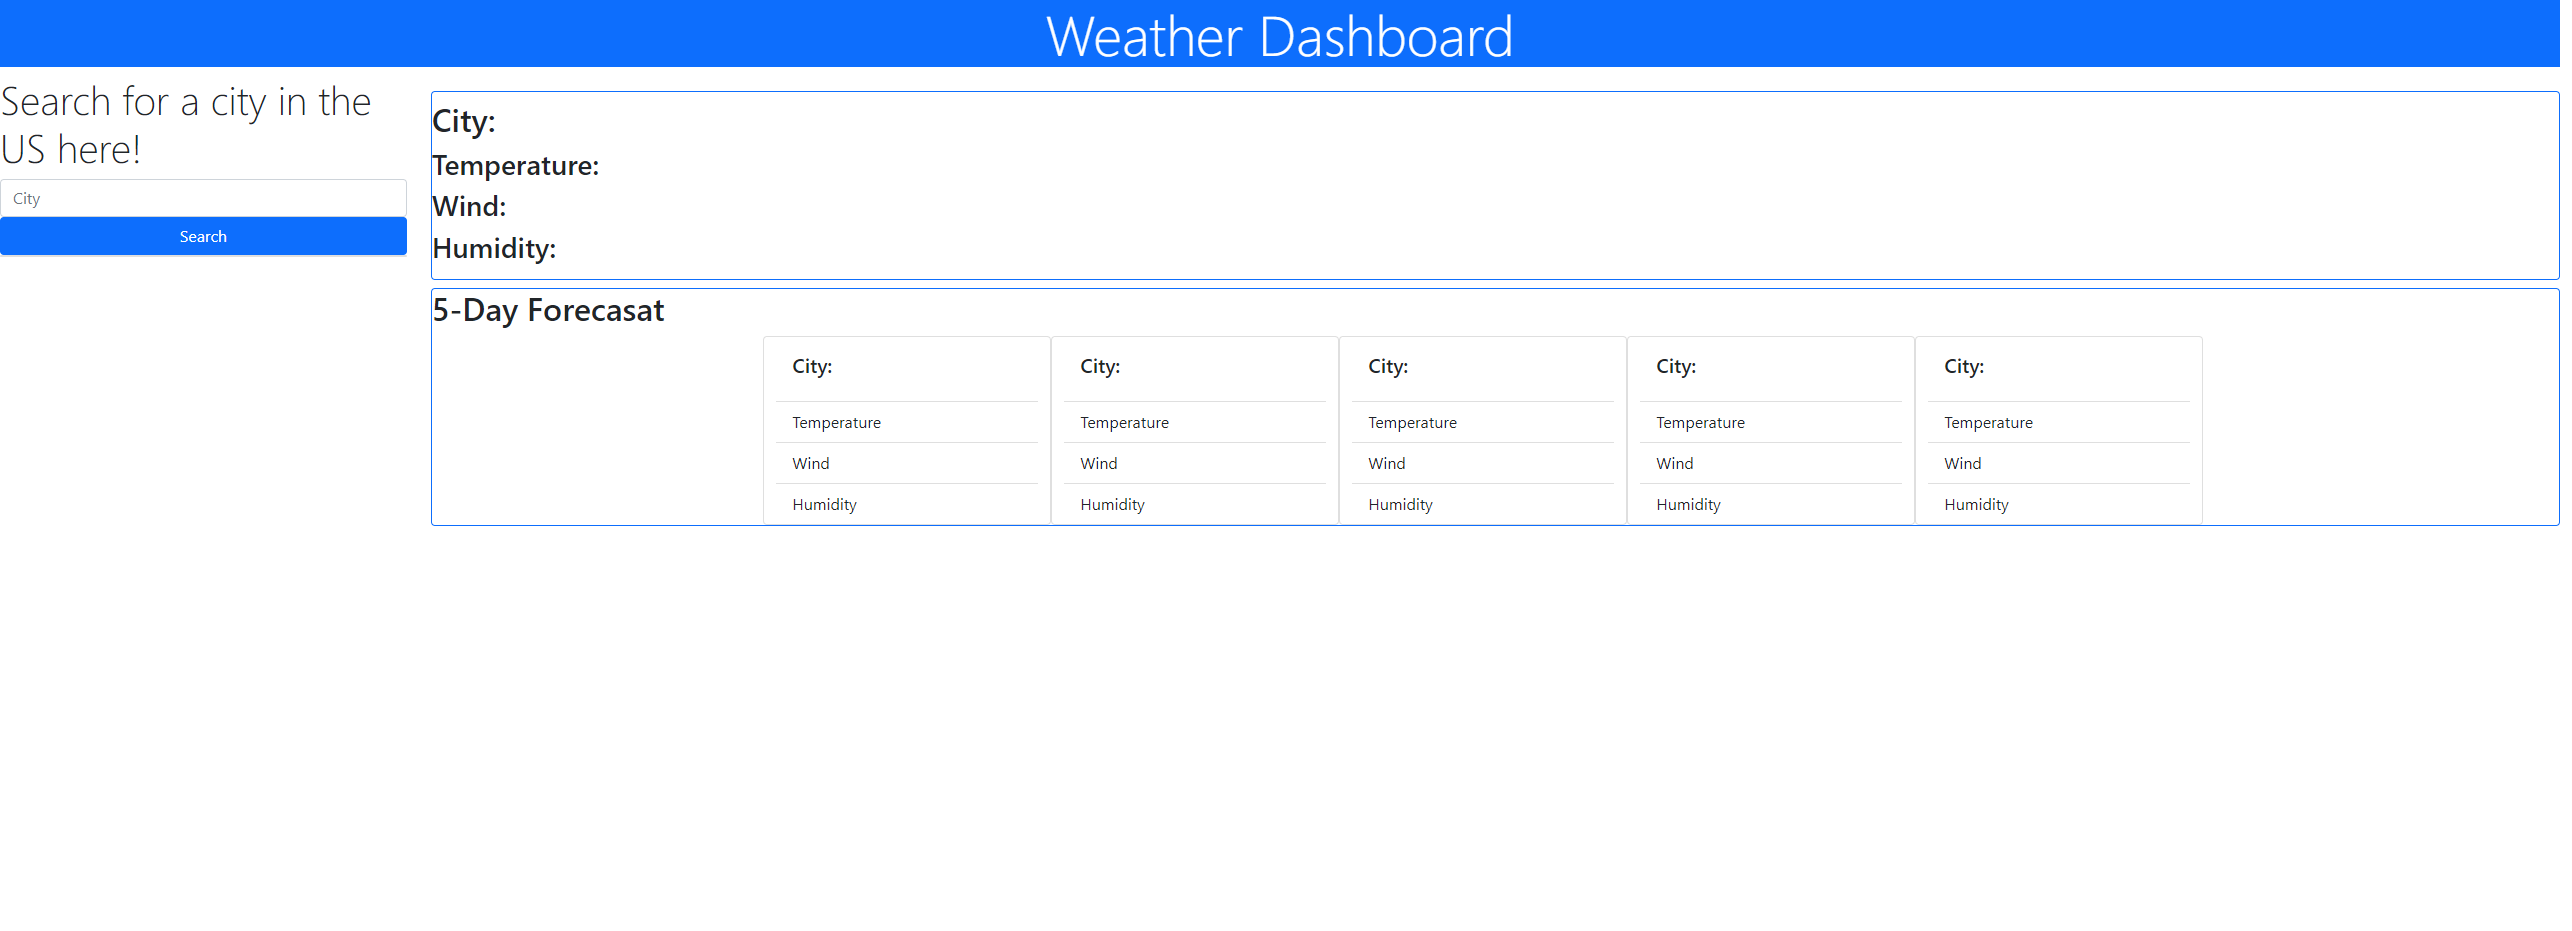 Weather Dashboard
Search for a city in the
US here!
City
Search
City:
Temperature:
Wind:
Humidity:
5-Day Forecasat
City:
Temperature
Wind
Humidity
City:
Temperature
Wind
Humidity
City:
Temperature
Wind
Humidity
City:
Temperature
Wind
Humidity
City:
Temperature
Wind
Humidity